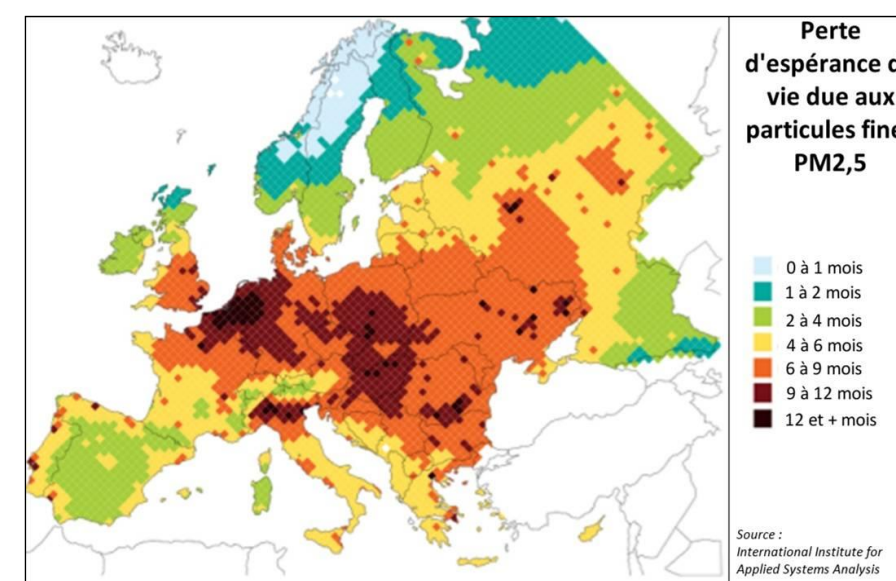 Perte
d'espérance d
vie due aux
particules fine
PM2,5
0 à 1 mois
1 à 2 mois
2 à 4 mois
4 à 6 mois
6 à 9 mois
9 à 12 mois
12 et + mois
Source :
International Institute for
Applied Systems Analysis